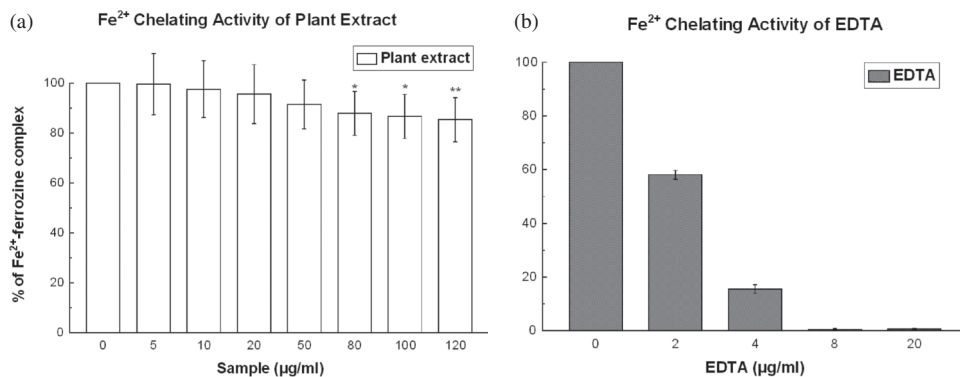 (a)
Fe²⁺ Chelating Activity of Plant Extract
Plant extract
% of Fe²⁺-ferrozine complex
100
80
60
40
20
0
* * **
0 5 10 20 50 80 100 120
Sample (µg/ml)
(b)
Fe²⁺ Chelating Activity of EDTA
EDTA
100
80
60
40
20
0
0 2 4 8 20
EDTA (µg/ml)